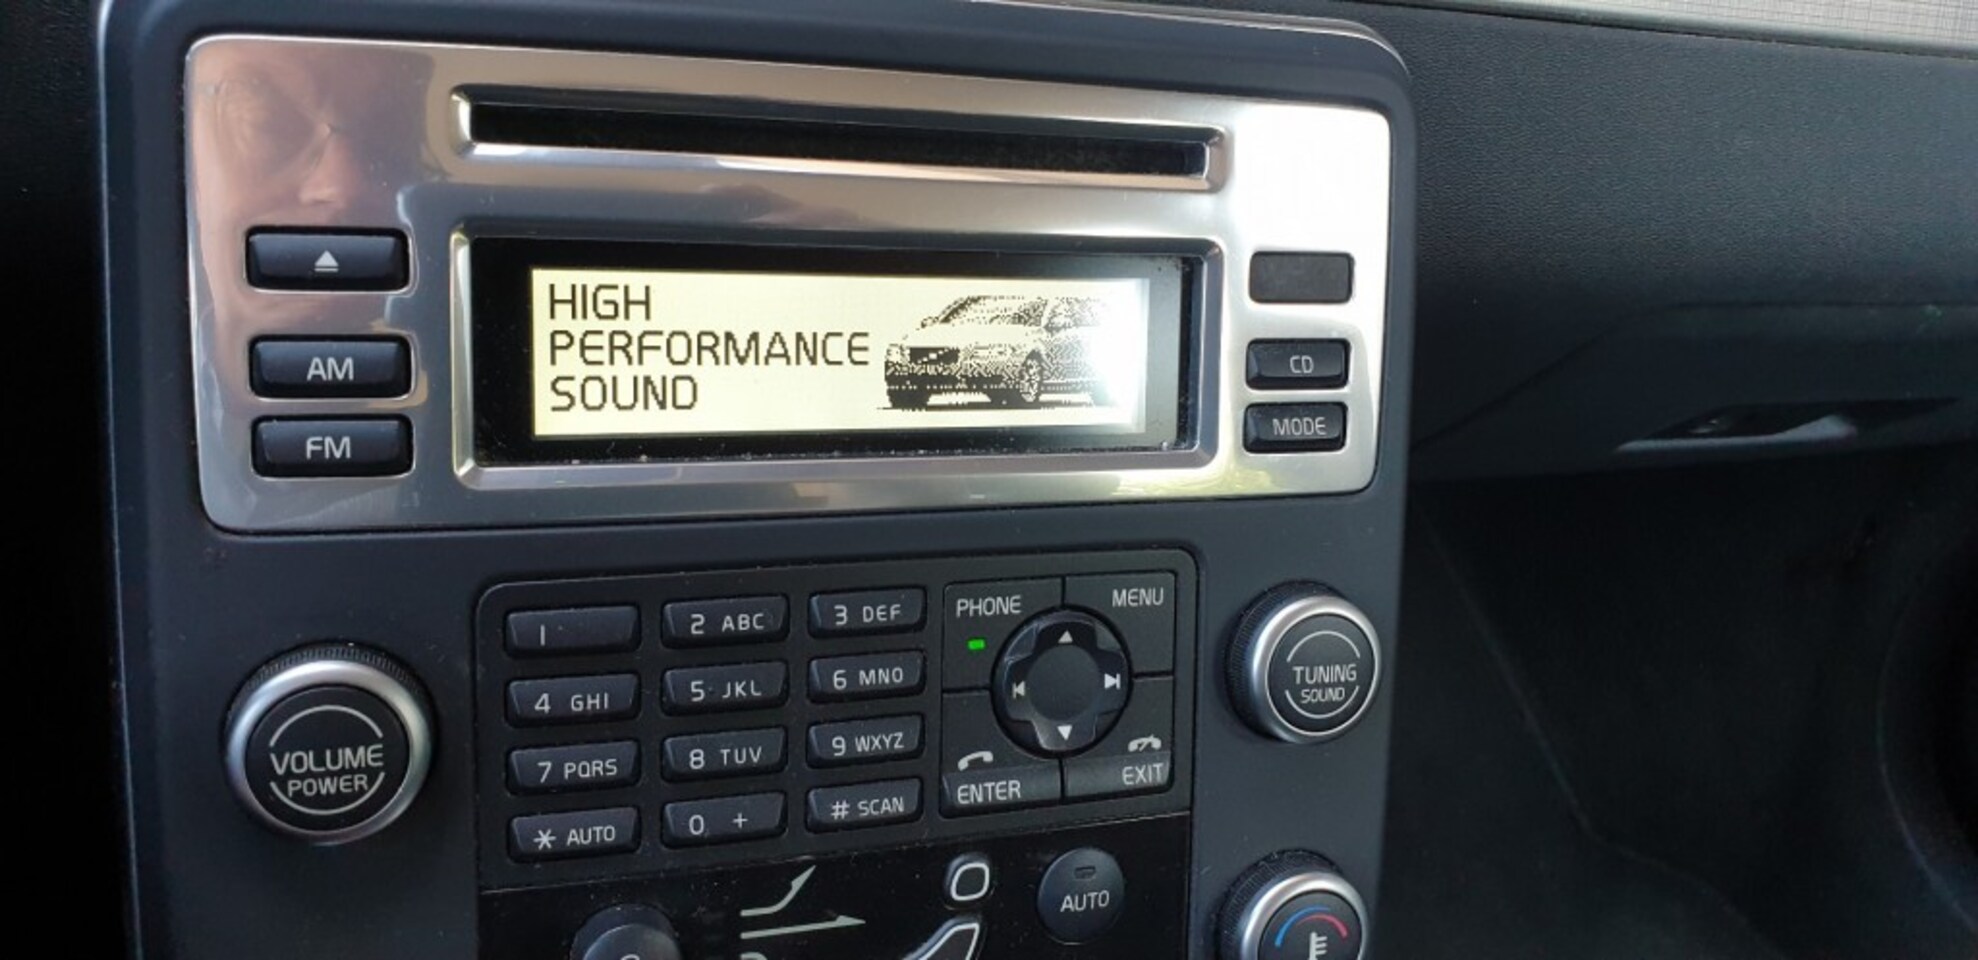 HIGH
PERFORMANCE
SOUND
AM
FM
CD
MODE
VOLUME
POWER
1
2 ABC
3 DEF
4 GHI
5 JKL
6 MNO
7 PQRS
8 TUV
9 WXYZ
* AUTO
0 +
# SCAN
PHONE
MENU
ENTER
EXIT
TUNING
SOUND
AUTO